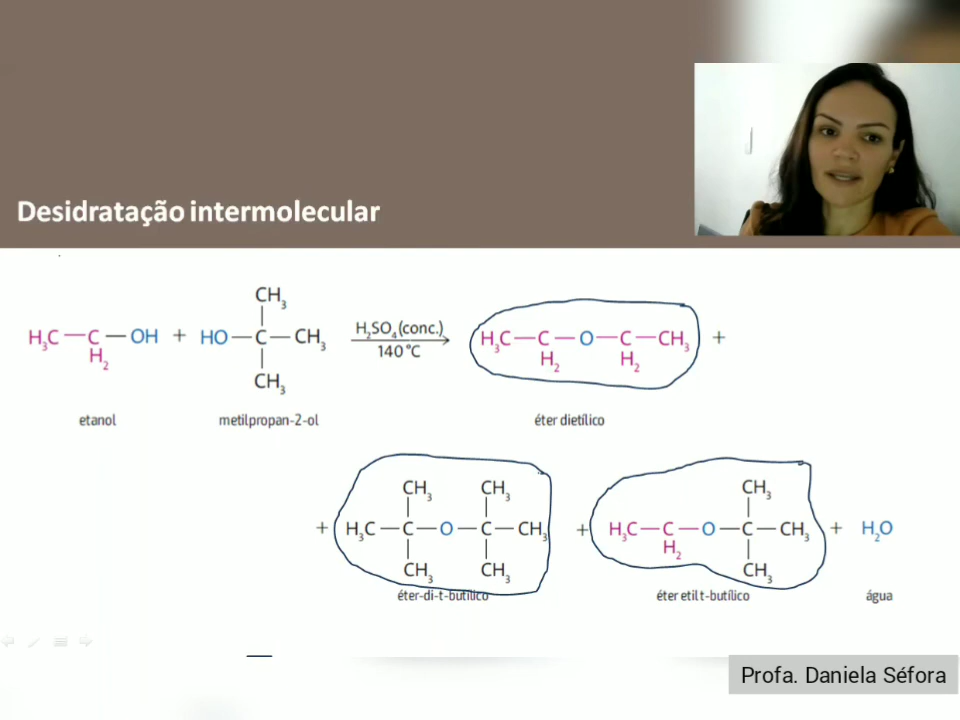 Desidratação intermolecular
CH₃
H₃C — C — OH + HO — C — CH₃ H₂SO₄(conc.) H₃C — C — O — C — CH₃ +
H₂ 140 °C H₂ H₂
CH₃
etanol metilpropan-2-ol éter dietílico
CH₃ CH₃ CH₃
+ H₃C — C — O — C — CH₃ + H₃C — C — O — C — CH₃ + H₂O
H₂
CH₃ CH₃ CH₃
éter-di-t-butílico éter etil t-butílico água
Profa. Daniela Séfora